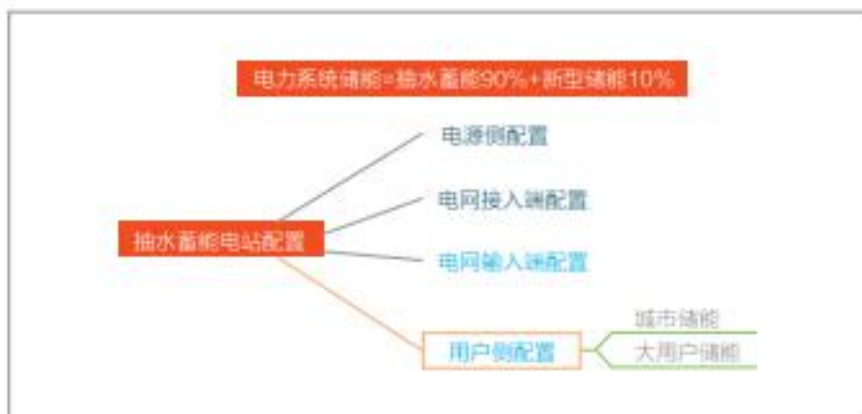 电力系统储能=抽水蓄能90%+新型储能10%
电源侧配置
电网接入端配置
抽水蓄能电站配置
电网输入端配置
城市储能
用户侧配置
大用户储能